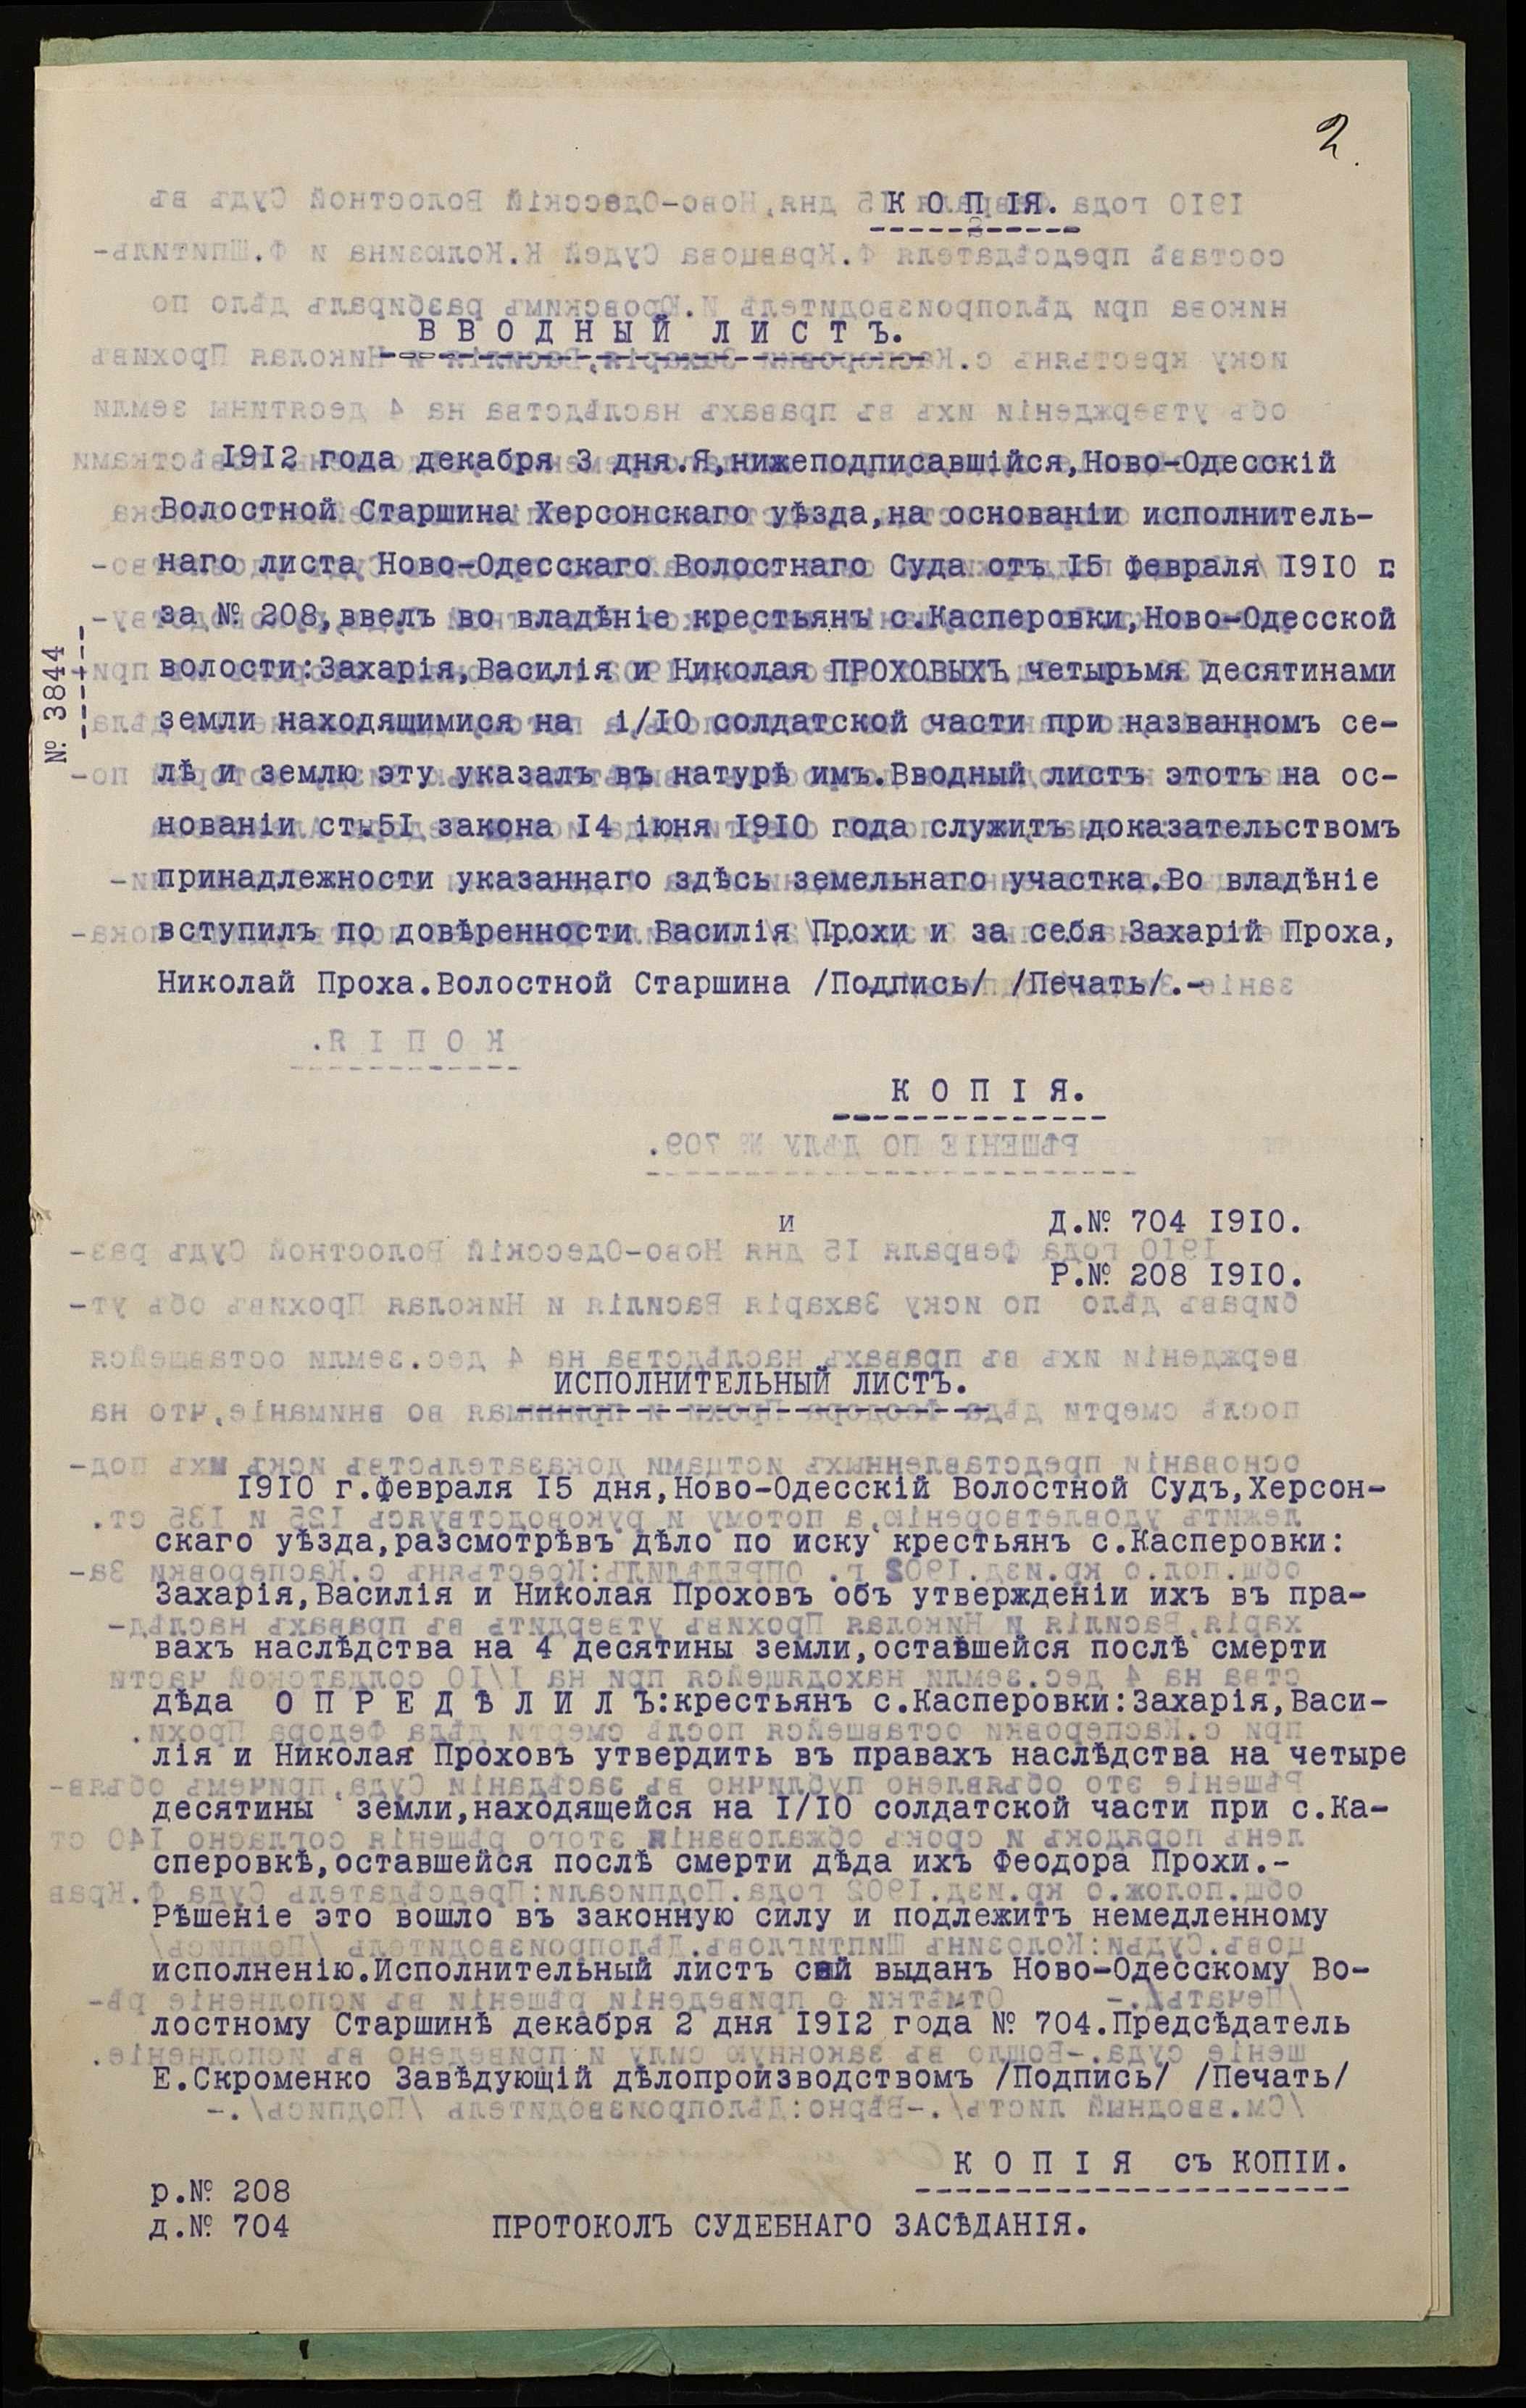 2.
К О П ІЯ.
В В О Д Н Ы Й Л И С Т Ъ.
1912 года декабря 3 дня.Я,нижеподписавшійся,Ново-Одесскій
Волостной Старшина Херсонскаго уѣзда,на основаніи исполнитель-
наго листа Ново-Одесскаго Волостнаго Суда отъ 15 февраля 1910 г.
за № 208,ввелъ во владѣніе крестьянъ с.Касперовки,Ново-Одесской
волости:Захарія,Василія и Николая ПРОХОВЫХЪ четырьмя десятинами
земли находящимися на 1/10 солдатской части при названномъ се-
лѣ и землю эту указалъ въ натурѣ имъ.Вводный листъ этотъ на ос-
нованіи ст.51 закона 14 іюня 1910 года служитъ доказательствомъ
принадлежности указаннаго здѣсь земельнаго участка.Во владѣніе
вступилъ по довѣренности Василія Прохи и за себя Захарій Проха,
Николай Проха.Волостной Старшина /Подпись/ /Печать/.-
№ 3844
К О П І Я.
и Д.№ 704 1910.
Р.№ 208 1910.
ИСПОЛНИТЕЛЬНЫЙ ЛИСТЪ.
1910 г.февраля 15 дня,Ново-Одесскій Волостной Судъ,Херсон-
скаго уѣзда,разсмотрѣвъ дѣло по иску крестьянъ с.Касперовки:
Захарія,Василія и Николая Проховъ объ утвержденіи ихъ въ пра-
вахъ наслѣдства на 4 десятины земли,оставшейся послѣ смерти
дѣда О П Р Е Д Ѣ Л И Л Ъ:крестьянъ с.Касперовки:Захарія,Васи-
лія и Николая Проховъ утвердить въ правахъ наслѣдства на четыре
десятины земли,находящейся на 1/10 солдатской части при с.Ка-
сперовкѣ,оставшейся послѣ смерти дѣда ихъ Феодора Прохи.-
Рѣшеніе это вошло въ законную силу и подлежитъ немедленному
исполненію.Исполнительный листъ сей выданъ Ново-Одесскому Во-
лостному Старшинѣ декабря 2 дня 1912 года № 704.Предсѣдатель
Е.Скроменко Завѣдующій дѣлопроизводствомъ /Подпись/ /Печать/
К О П І Я съ КОПІИ.
р.№ 208
д.№ 704 ПРОТОКОЛЪ СУДЕБНАГО ЗАСѢДАНІЯ.